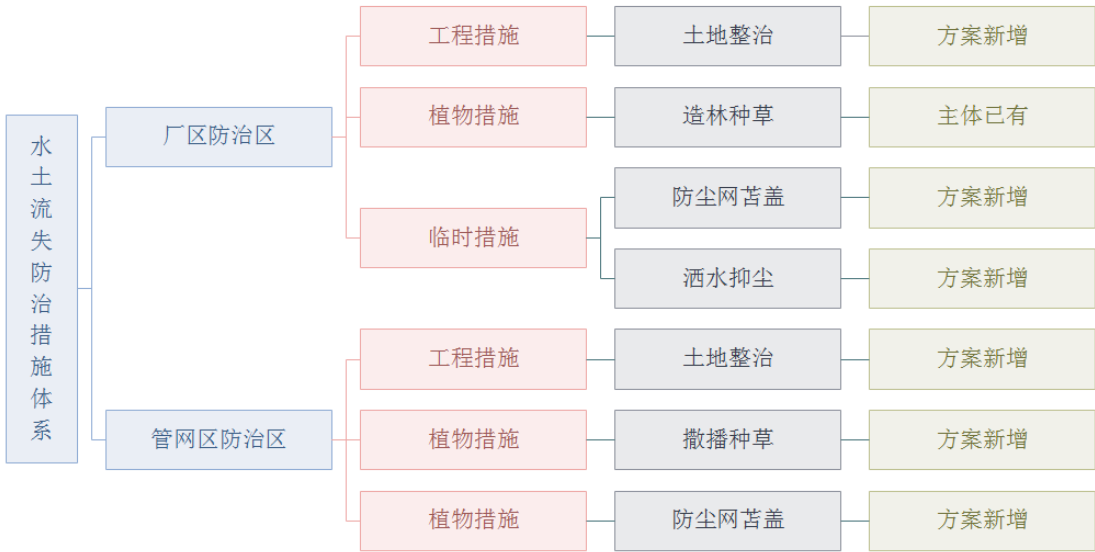 水土流失防治措施体系
厂区防治区
工程措施 土地整治 方案新增
植物措施 造林种草 主体已有
临时措施
防尘网苫盖 方案新增
洒水抑尘 方案新增
管网区防治区
工程措施 土地整治 方案新增
植物措施 撒播种草 方案新增
植物措施 防尘网苫盖 方案新增